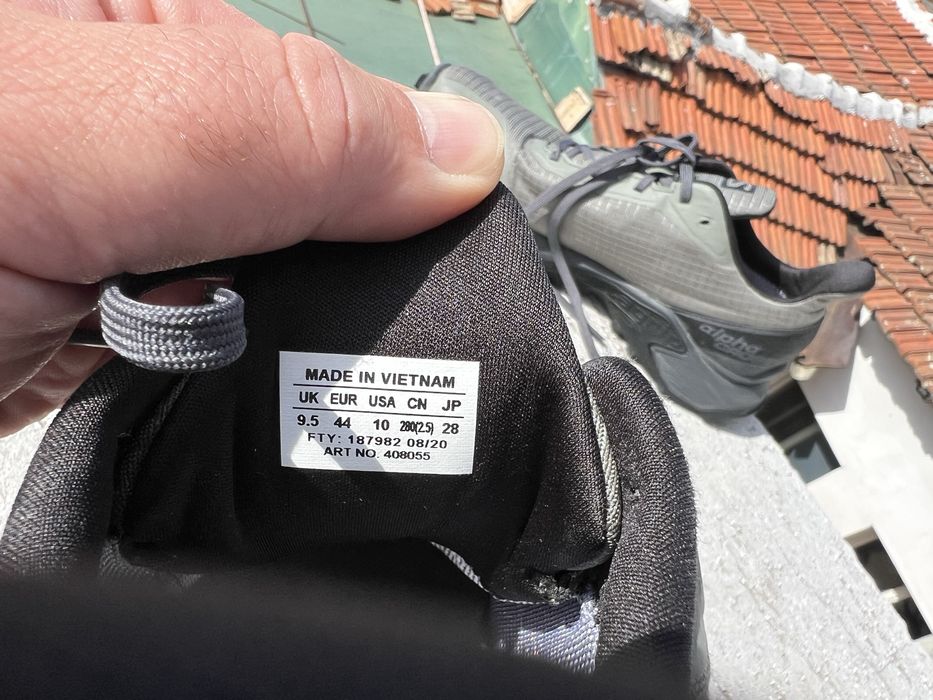 MADE IN VIETNAM
UK EUR USA CN JP
9.5 44 10 280(2.5) 28
FTY: 187982 08/20
ART NO. 408055
alpha